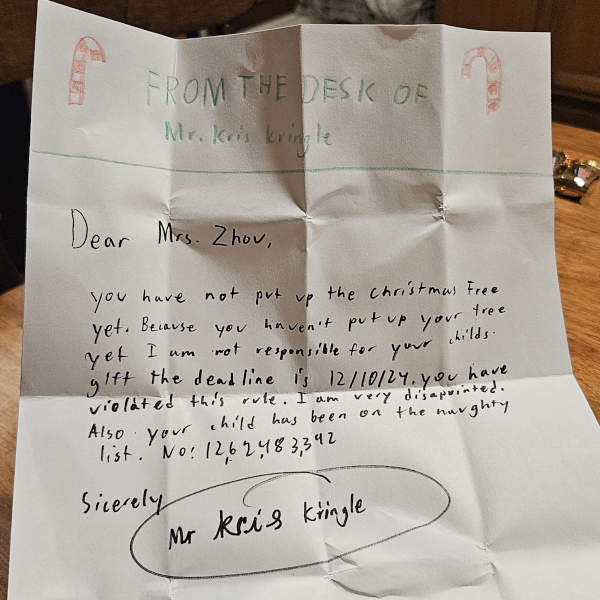 FROM THE DESK OF
Mr. Kris Kringle
Dear Mrs. Zhou,
you have not put up the christmas Free
yet. Because you haven't put up your tree
yet I am not responsible for your childs.
gift the deadline is 12/10/24. you have
violated this rule. I am very disapointed.
Also your child has been on the naughty
list. No: 12,62,483,392
Sicerely
Mr Kris Kringle